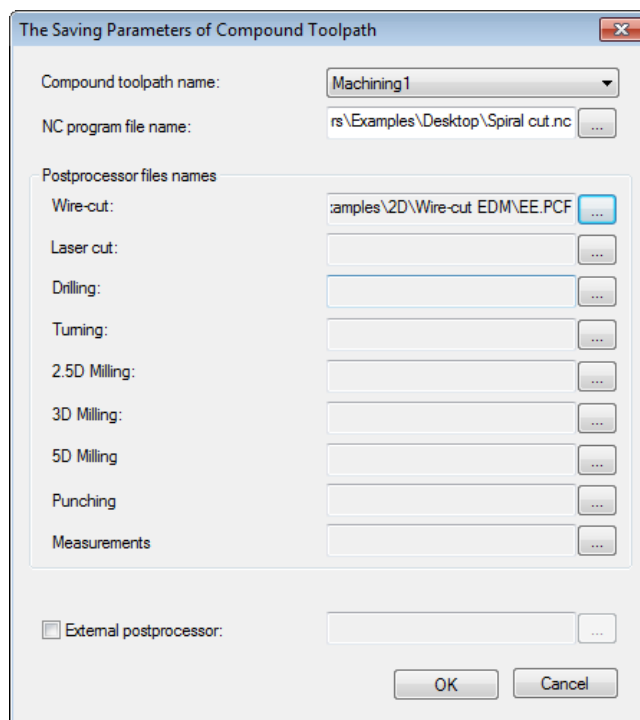 The Saving Parameters of Compound Toolpath
Compound toolpath name: Machining1
NC program file name: rs\Examples\Desktop\Spiral cut.nc ...
Postprocessor files names
Wire-cut: :amples\2D\Wire-cut EDM\EE.PCF ...
Laser cut: ...
Drilling: ...
Turning: ...
2.5D Milling: ...
3D Milling: ...
5D Milling ...
Punching ...
Measurements ...
External postprocessor: ...
OK Cancel